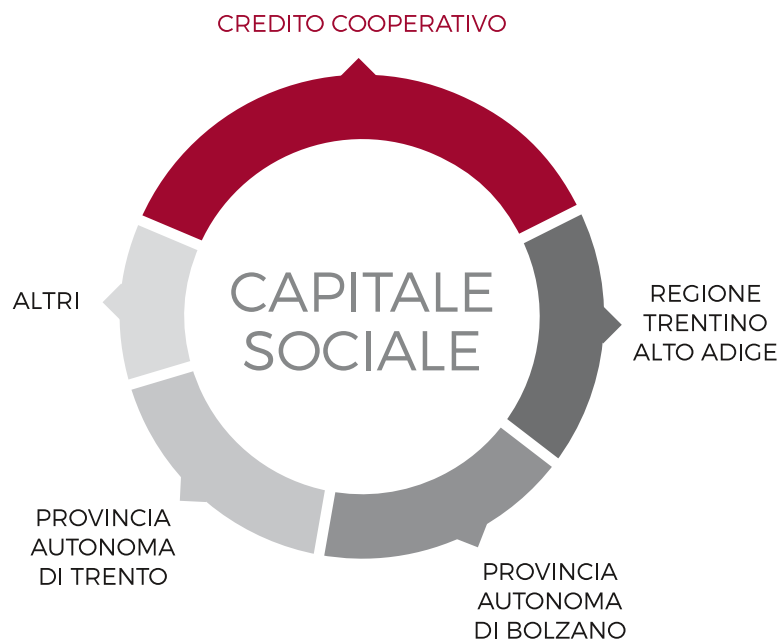 CREDITO COOPERATIVO
ALTRI
CAPITALE
SOCIALE
REGIONE
TRENTINO
ALTO ADIGE
PROVINCIA
AUTONOMA
DI TRENTO
PROVINCIA
AUTONOMA
DI BOLZANO